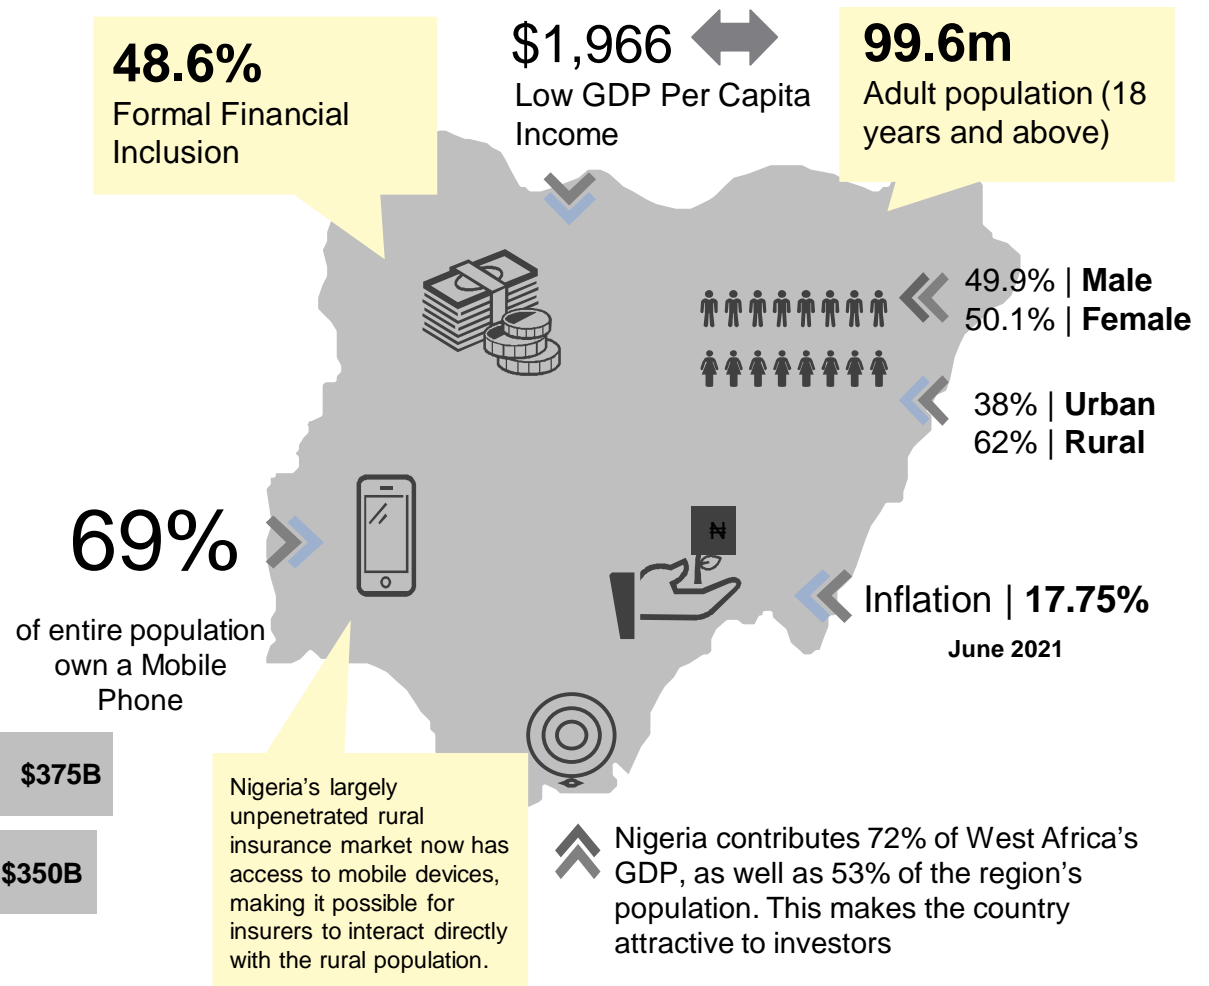 48.6%
Formal Financial
Inclusion
$1,966
Low GDP Per Capita
Income
99.6m
Adult population (18
years and above)
49.9% | Male
50.1% | Female
38% | Urban
62% | Rural
69%
of entire population
own a Mobile
Phone
₦
Inflation | 17.75%
June 2021
$375B
$350B
Nigeria’s largely
unpenetrated rural
insurance market now has
access to mobile devices,
making it possible for
insurers to interact directly
with the rural population.
Nigeria contributes 72% of West Africa’s
GDP, as well as 53% of the region’s
population. This makes the country
attractive to investors